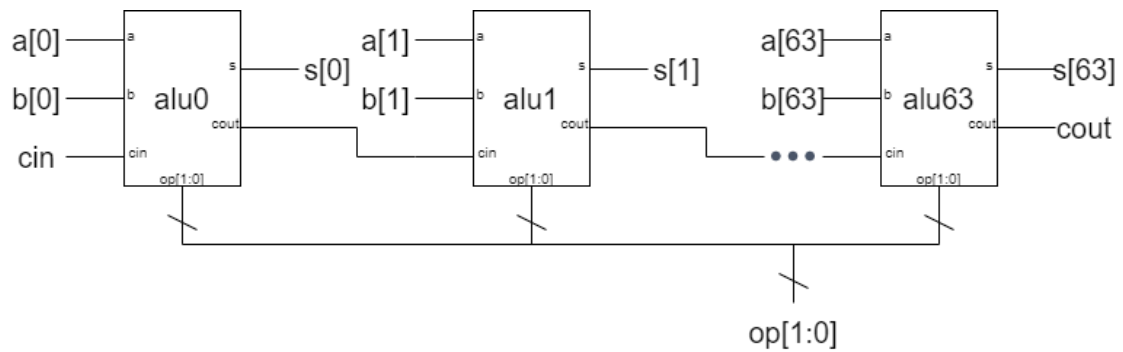 a[0]
a
s
s[0]
b[0]
b
alu0
cout
cin
cin
op[1:0]
a[1]
a
s
s[1]
b[1]
b
alu1
cout
cin
op[1:0]
a[63]
a
s
s[63]
b[63]
b
alu63
cout
cout
cin
op[1:0]
op[1:0]